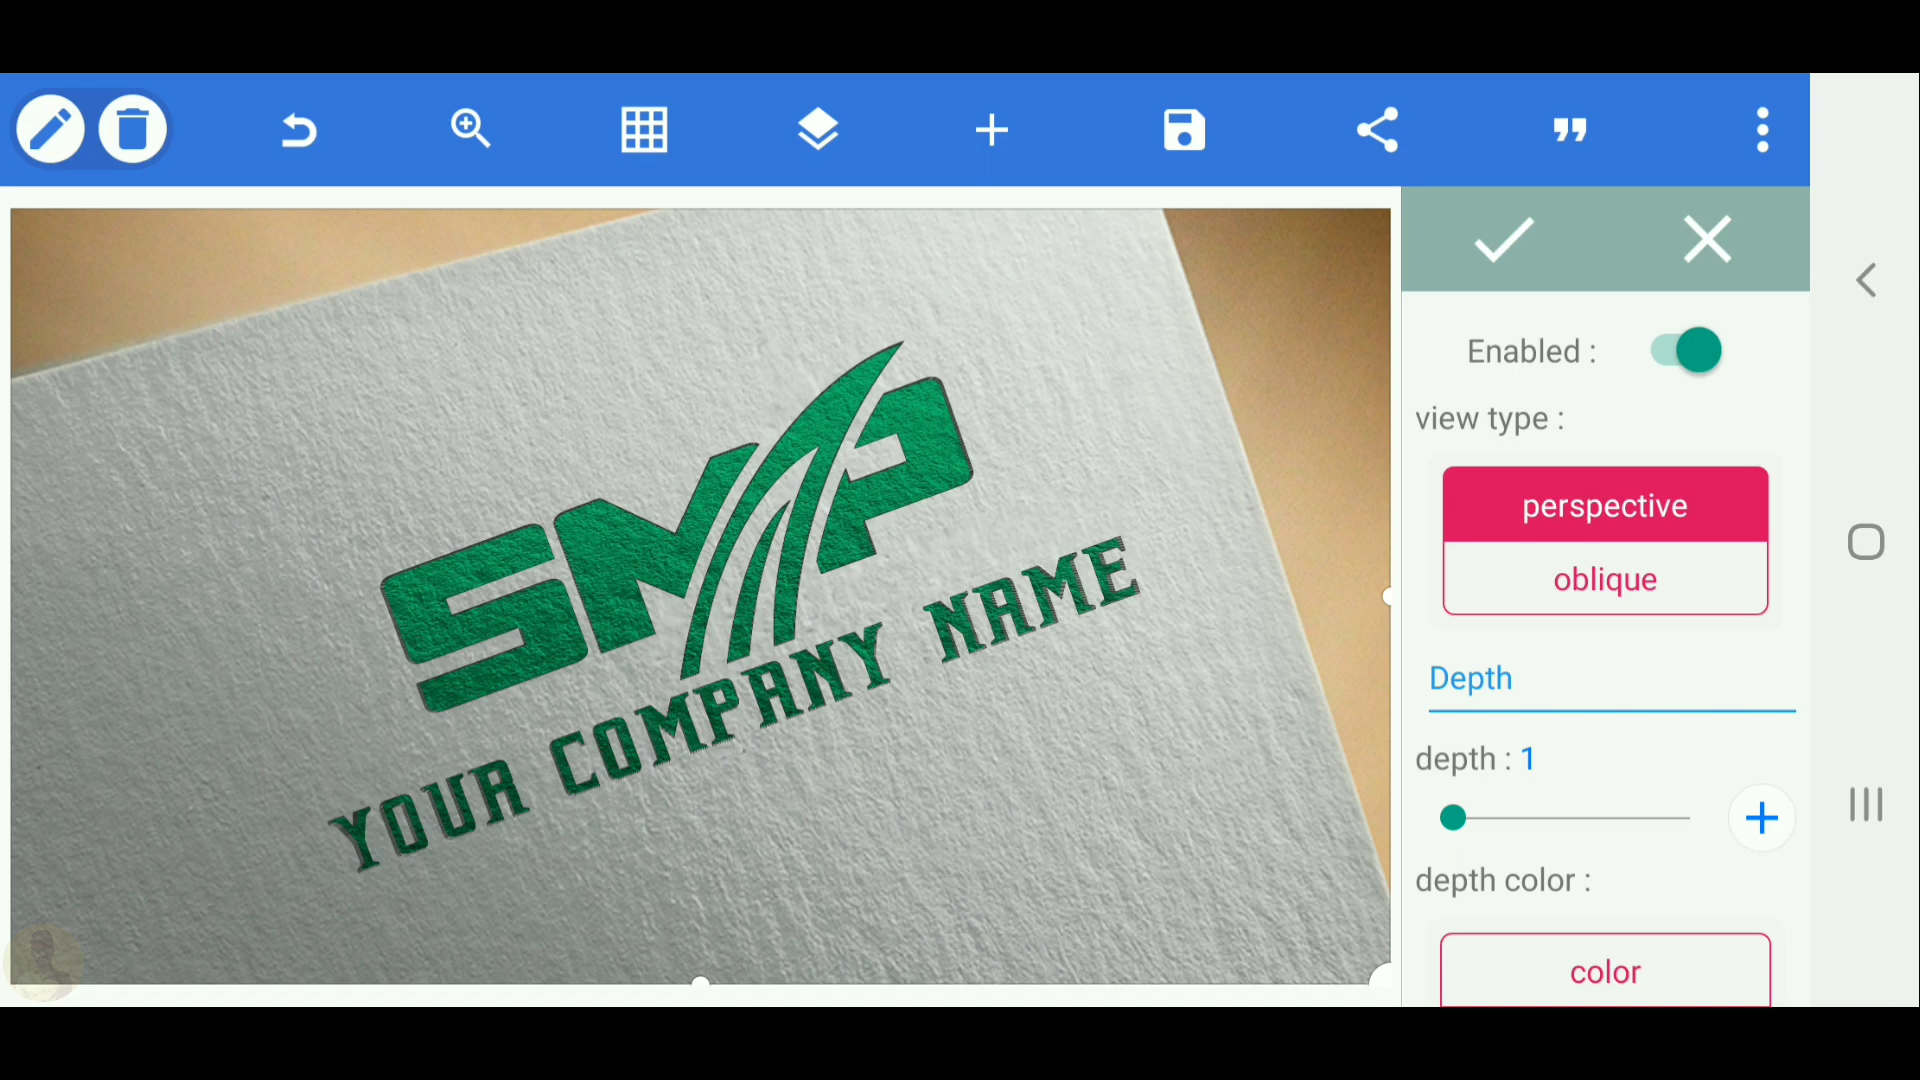 Enabled :
view type :
perspective
oblique
Depth
depth : 1
depth color :
color
SMP
YOUR COMPANY NAME